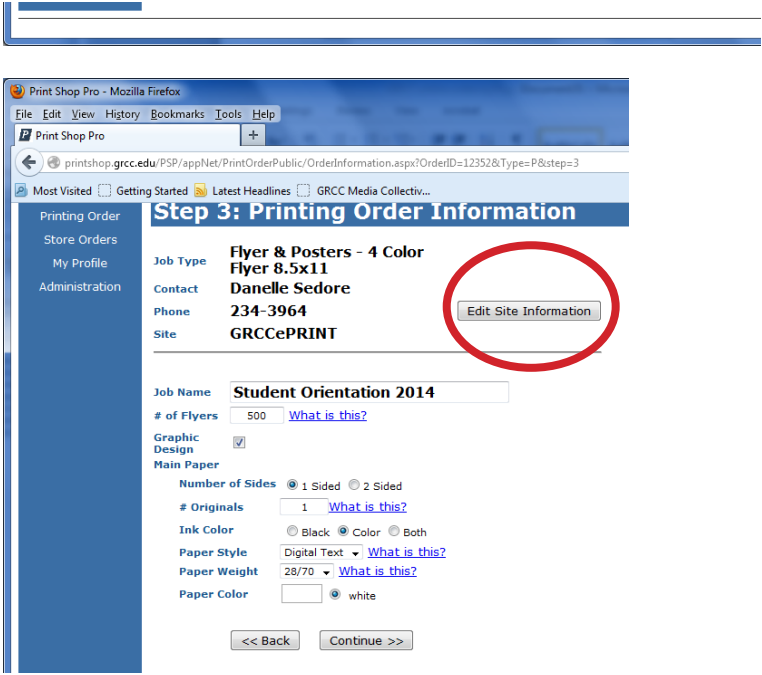 Print Shop Pro - Mozilla Firefox
File Edit View History Bookmarks Tools Help
Print Shop Pro +
printshop.grcc.edu/PSP/appNet/PrintOrderPublic/OrderInformation.aspx?OrderID=12352&Type=P&step=3
Most Visited Getting Started Latest Headlines GRCC Media Collectiv...
Printing Order
Store Orders
My Profile
Administration
Step 3: Printing Order Information
Job Type Flyer & Posters - 4 Color
Flyer 8.5x11
Contact Danelle Sedore
Phone 234-3964 Edit Site Information
Site GRCCePRINT
Job Name Student Orientation 2014
# of Flyers 500 What is this?
Graphic
Design
Main Paper
Number of Sides 1 Sided 2 Sided
# Originals 1 What is this?
Ink Color Black Color Both
Paper Style Digital Text What is this?
Paper Weight 28/70 What is this?
Paper Color white
<< Back Continue >>